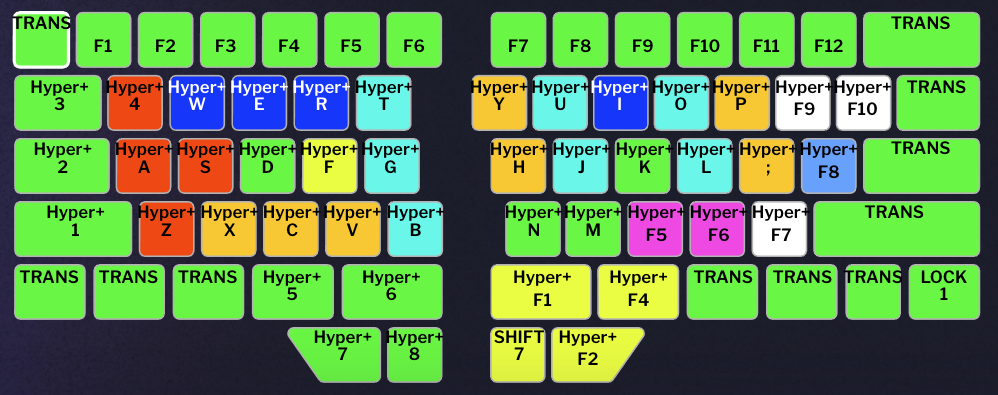 TRANS F1 F2 F3 F4 F5 F6 F7 F8 F9 F10 F11 F12 TRANS
Hyper+ Hyper+ Hyper+ Hyper+ Hyper+ Hyper+ Hyper+ Hyper+ Hyper+ Hyper+ Hyper+ Hyper+ Hyper+ TRANS
3 4 W E R T Y U I O P F9 F10
Hyper+ Hyper+ Hyper+ Hyper+ Hyper+ Hyper+ Hyper+ Hyper+ Hyper+ Hyper+ Hyper+ Hyper+ TRANS
2 A S D F G H J K L ; F8
Hyper+ Hyper+ Hyper+ Hyper+ Hyper+ Hyper+ Hyper+ Hyper+ Hyper+ Hyper+ Hyper+ TRANS
1 Z X C V B N M F5 F6 F7
TRANS TRANS TRANS Hyper+ Hyper+ Hyper+ Hyper+ TRANS TRANS TRANS LOCK
5 6 F1 F4 1
Hyper+ Hyper+ SHIFT Hyper+
7 8 7 F2